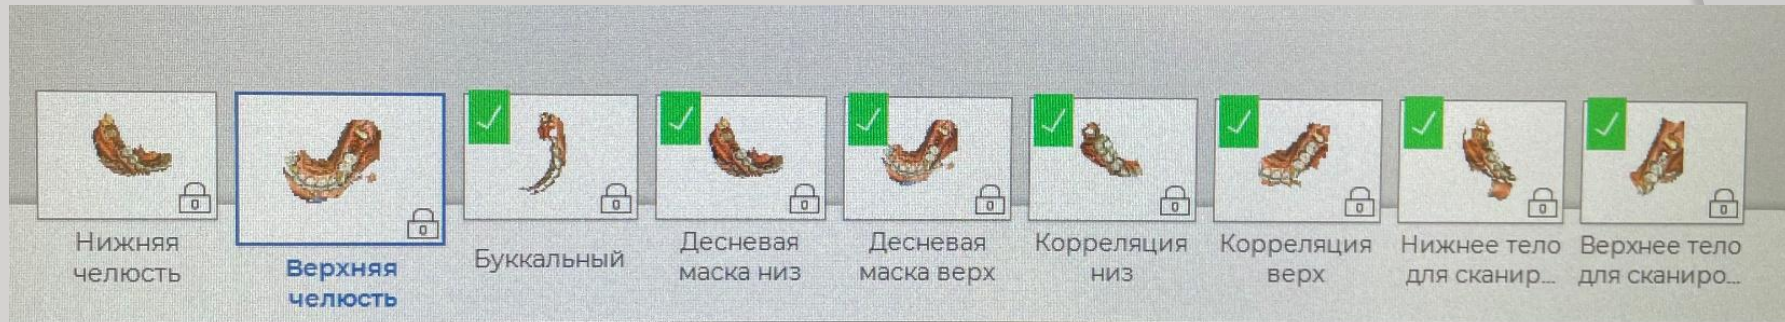 Нижняя
челюсть
Верхняя
челюсть
Буккальный
Десневая
маска низ
Десневая
маска верх
Корреляция
низ
Корреляция
верх
Нижнее тело
для сканир...
Верхнее тело
для сканиро...